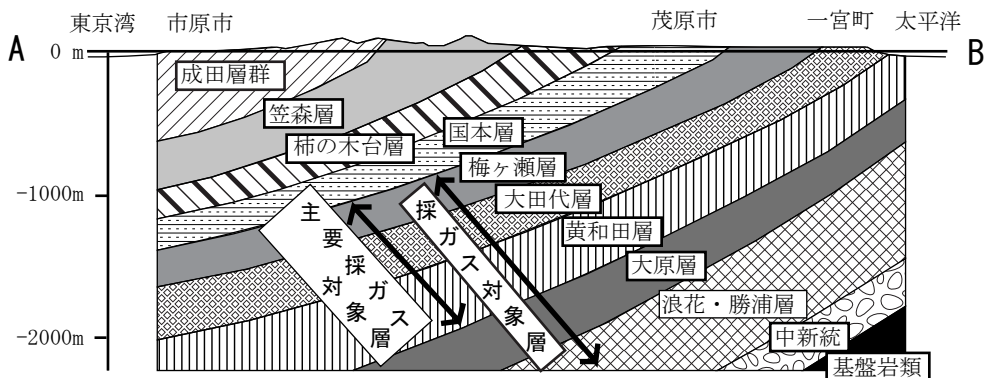 東京湾 市原市 茂原市 一宮町 太平洋
A
B
0 m
-1000m
-2000m
成田層群
笠森層
柿の木台層
国本層
梅ヶ瀬層
大田代層
黄和田層
大原層
浪花・勝浦層
中新統
基盤岩類
主要採ガス対象層
採ガス対象層